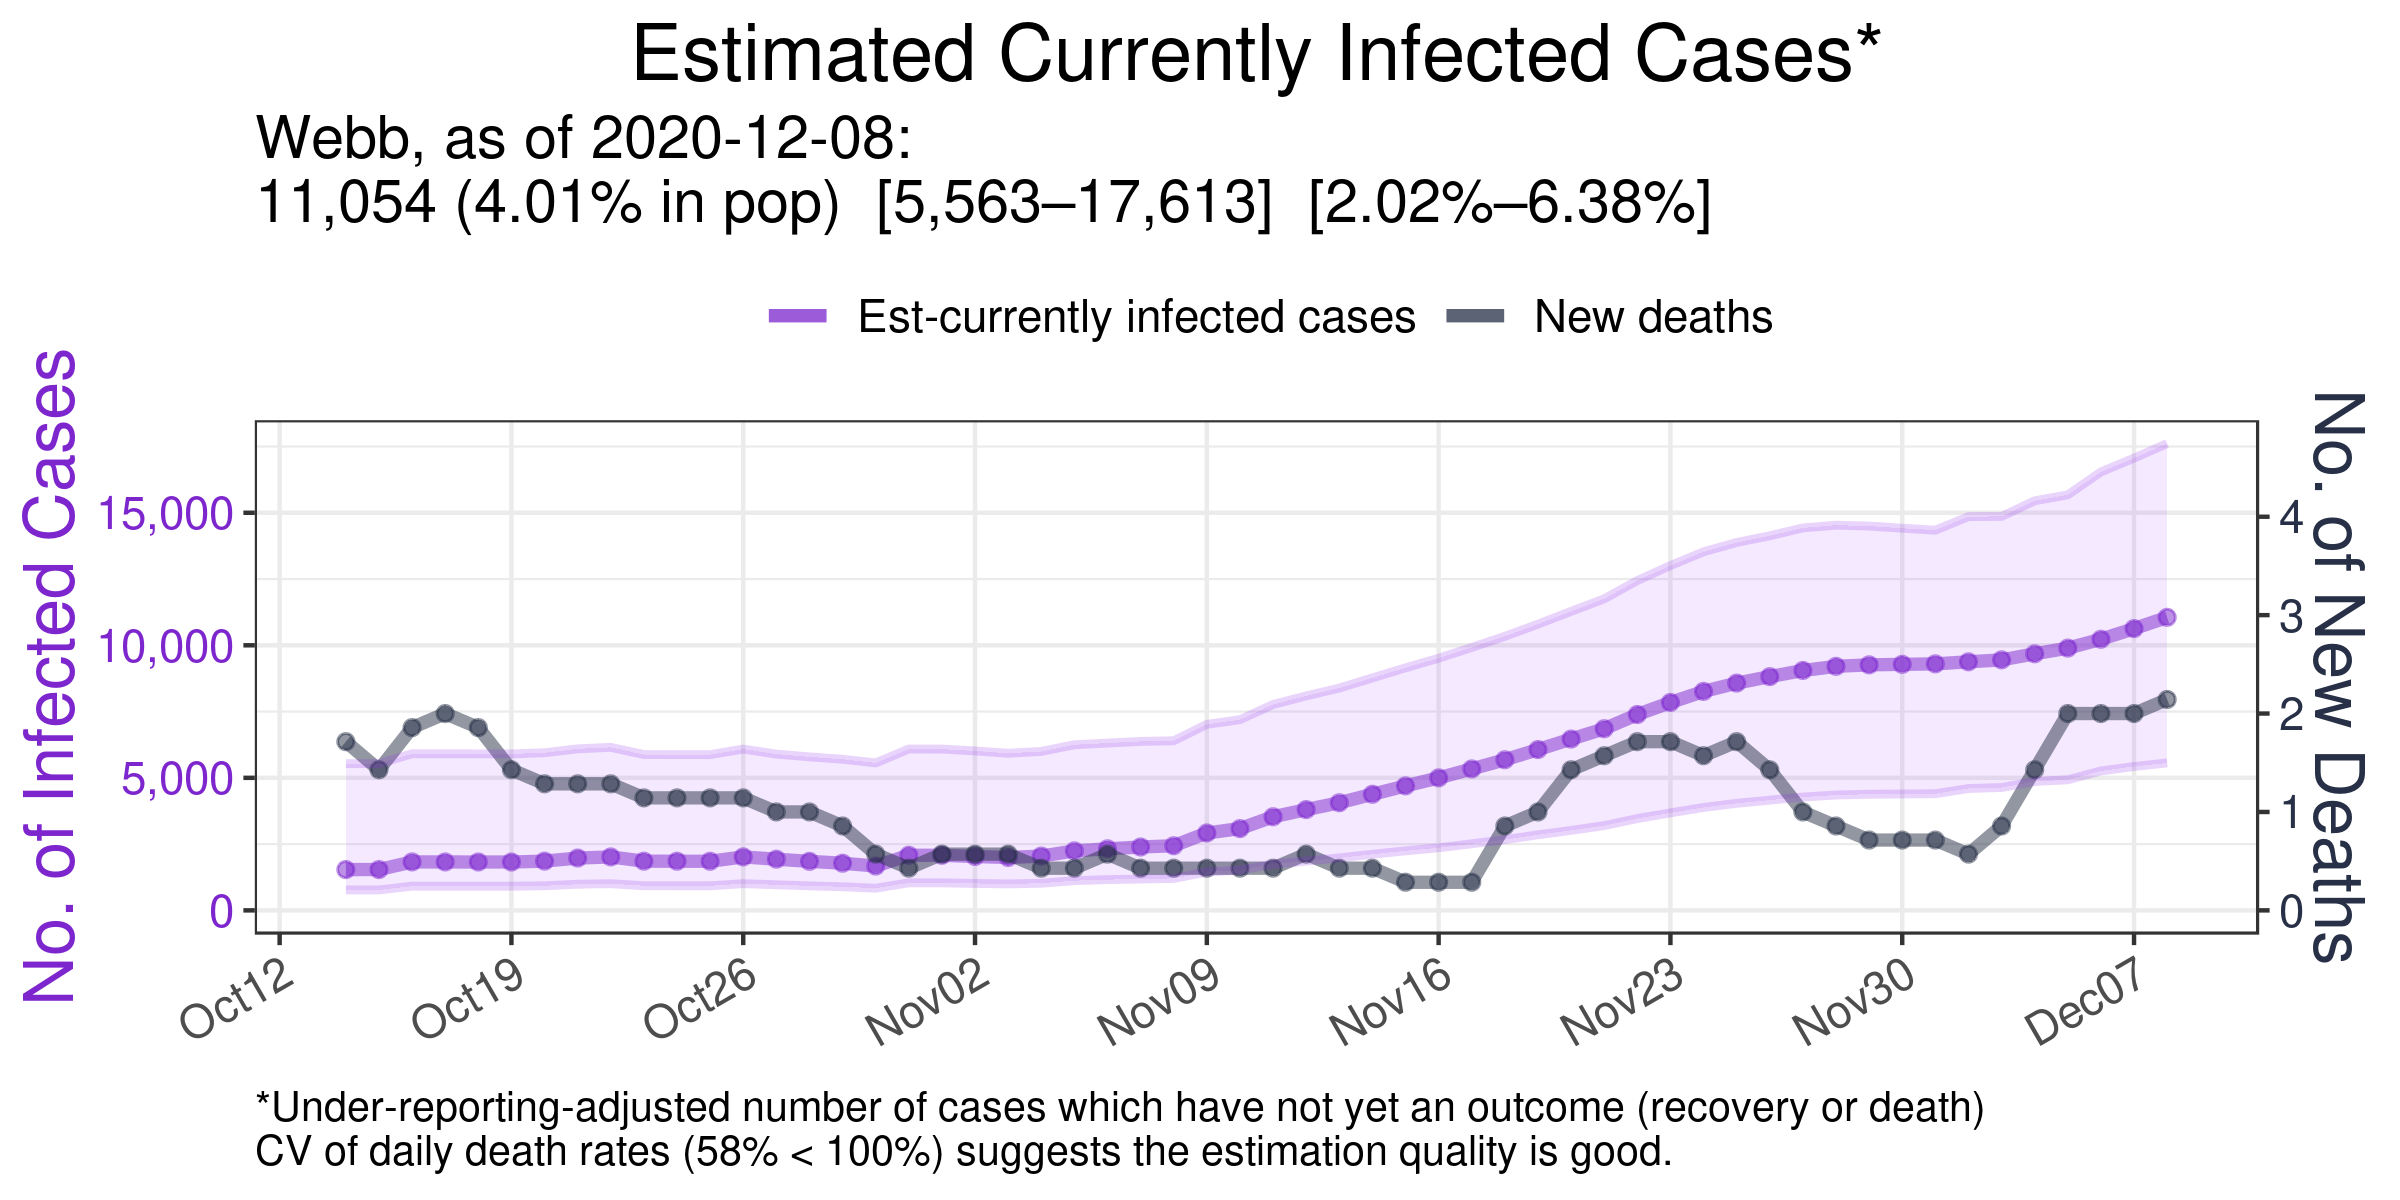 Estimated Currently Infected Cases*
Webb, as of 2020-12-08:
11,054 (4.01% in pop)  [5,563–17,613]  [2.02%–6.38%]
Est-currently infected cases
New deaths
No. of Infected Cases
15,000
10,000
5,000
0
4
3
2
1
0
No. of New Deaths
Oct12
Oct19
Oct26
Nov02
Nov09
Nov16
Nov23
Nov30
Dec07
*Under-reporting-adjusted number of cases which have not yet an outcome (recovery or death)
CV of daily death rates (58% < 100%) suggests the estimation quality is good.